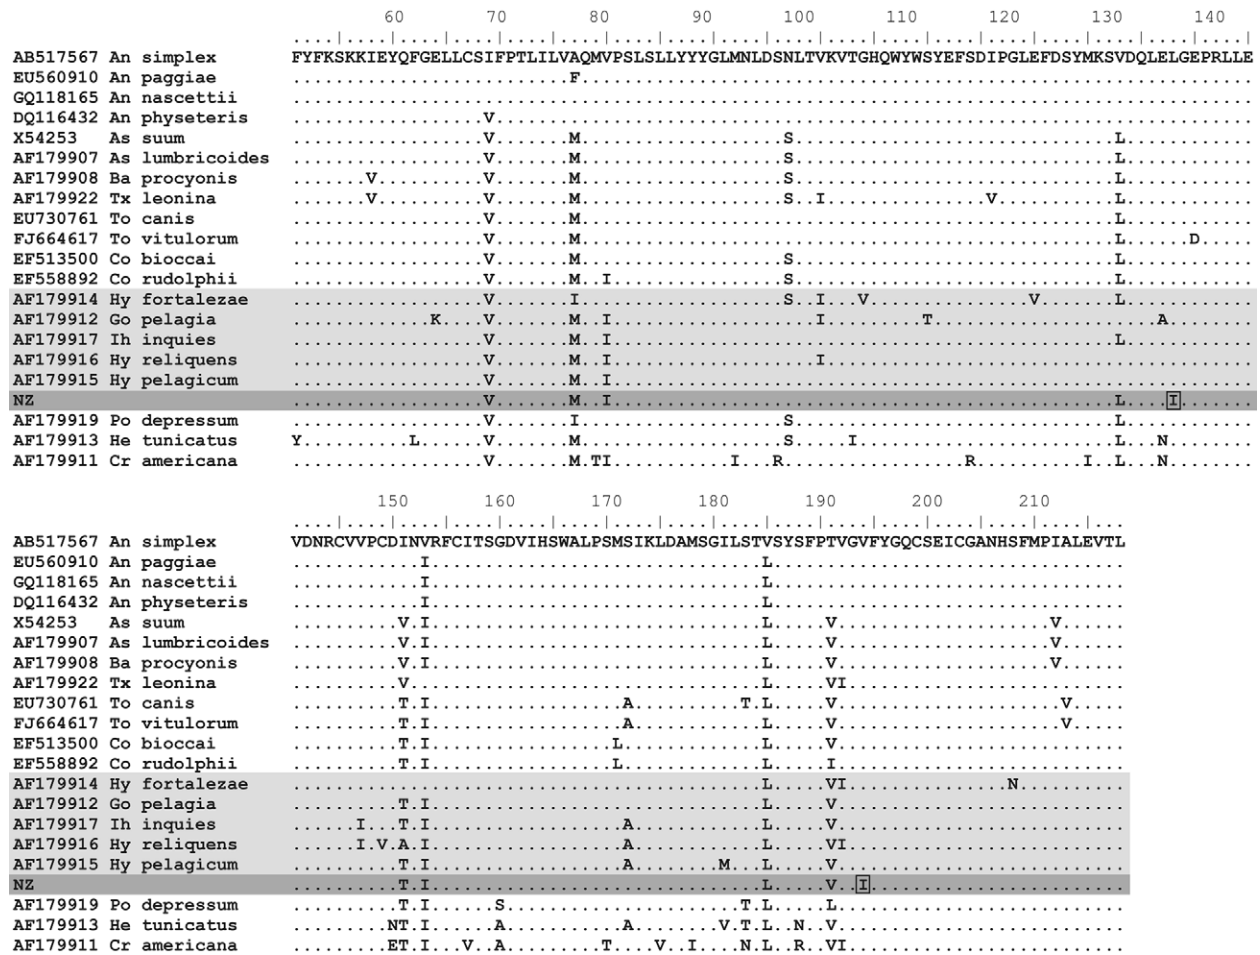 60 70 80 90 100 110 120 130 140
AB517567 An simplex FYFKSKKIEYQFGELLCSIFPTLILVAQMVPSLSLLYYYGLMNLDSNLTVKVTGHQWYWSYEFSDIPGLEFDSYMKSVDQLELGEPRLLE
EU560910 An paggiae ..........................F...............................................................
GQ118165 An nascettii ..........................................................................................
DQ116432 An physeteris ..................V.......................................................................
X54253 As suum ..................V.......M...................S..............................L............
AF179907 As lumbricoides ..................V.......M...................S..............................L............
AF179908 Ba procyonis .......V..........V.......M...................S..............................L............
AF179922 Tx leonina .......V..........V.......M...................S..I...............V...........L............
EU730761 To canis ..................V.......M..................................................L............
FJ664617 To vitulorum ..................V.......M..................................................L......D.....
EF513500 Co bioccai ..................V.......M...................S..............................L............
EF558892 Co rudolphii ..................V.......M..I................S..............................L............
AF179914 Hy fortalezae ..................V.......I...................S..I...V...............V.......L............
AF179912 Go pelagia .............K....V.......M..I...................I.........T.....................A........
AF179917 Ih inquies ..................V.......M..I...............................................L............
AF179916 Hy reliquens ..................V.......M..I...................I........................................
AF179915 Hy pelagicum ..................V.......M..I............................................................
NZ ..................V.......M..I...............................................L....I.......
AF179919 Po depressum ..................V.......I...................S..............................L............
AF179913 He tunicatus Y..........L......V.......M...................S.....I........................L...N........
AF179911 Cr americana ..................V.......M.TI...........I...R.................R..........I..L...N........
150 160 170 180 190 200 210
AB517567 An simplex VDNRCVVPCDINVRFCITSGDVIHSWALPSMSIKLDAMSGILSTVSYSFPTVGVFYGQCSEICGANHSFMPIALEVTL
EU560910 An paggiae ............I...............................L.................................
GQ118165 An nascettii ............I...............................L.................................
DQ116432 An physeteris ............I...............................L.................................
X54253 As suum ..........V.I...............................L.....V....................V......
AF179907 As lumbricoides ..........V.I...............................L.....V....................V......
AF179908 Ba procyonis ..........V.I...............................L.....V....................V......
AF179922 Tx leonina ..........V.................................L.....VI..........................
EU730761 To canis ..........T.I..................A..........T.L.....V.....................V.....
FJ664617 To vitulorum ..........T.I..................A............L.....V.....................V.....
EF513500 Co bioccai ..........T.I.................L.............L.....V...........................
EF558892 Co rudolphii ..........T.I.................L.............L.....I...........................
AF179914 Hy fortalezae ............................................L.....VI...............N..........
AF179912 Go pelagia ..........T.I...............................L.....V...........................
AF179917 Ih inquies ......I...T.I..................A............L.....V...........................
AF179916 Hy reliquens ......I.V.A.I..................A............L.....VI..........................
AF179915 Hy pelagicum ..........T.I..................A........M...L.....V...........................
NZ ..........T.I...............................L.....V..I........................
AF179919 Po depressum ..........T.I......S......................T.L.....L...........................
AF179913 He tunicatus .........NT.I......A...........A........I.T.L..N..V...........................
AF179911 Cr americana .........ET.I...V..A.........T....I..I....N.L..R..VI..........................